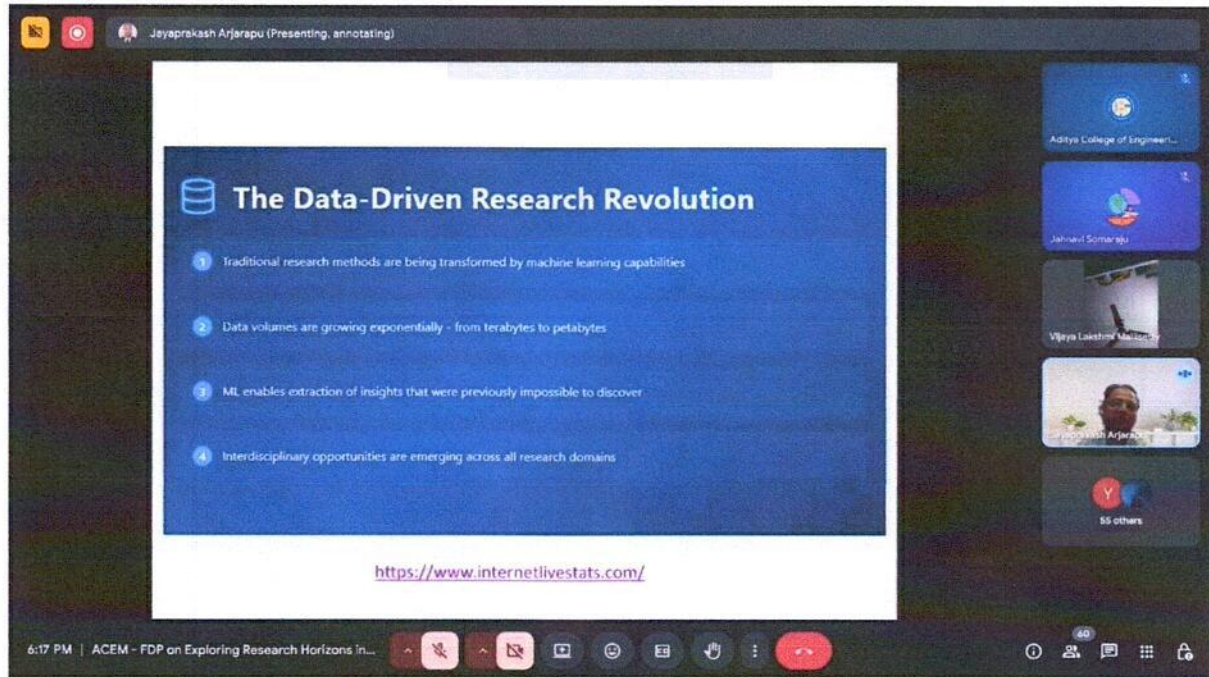 Jayaprakash Arjarapu (Presenting, annotating)
The Data-Driven Research Revolution
1 Traditional research methods are being transformed by machine learning capabilities
2 Data volumes are growing exponentially - from terabytes to petabytes
3 ML enables extraction of insights that were previously impossible to discover
4 Interdisciplinary opportunities are emerging across all research domains
https://www.internetlivestats.com/
Aditya College of Engineeri...
Jahnavi Somaraju
Vijaya Lakshmi
Jayaprakash Arjarapu
Y
55 others
6:17 PM | ACEM - FDP on Exploring Research Horizons in...
60